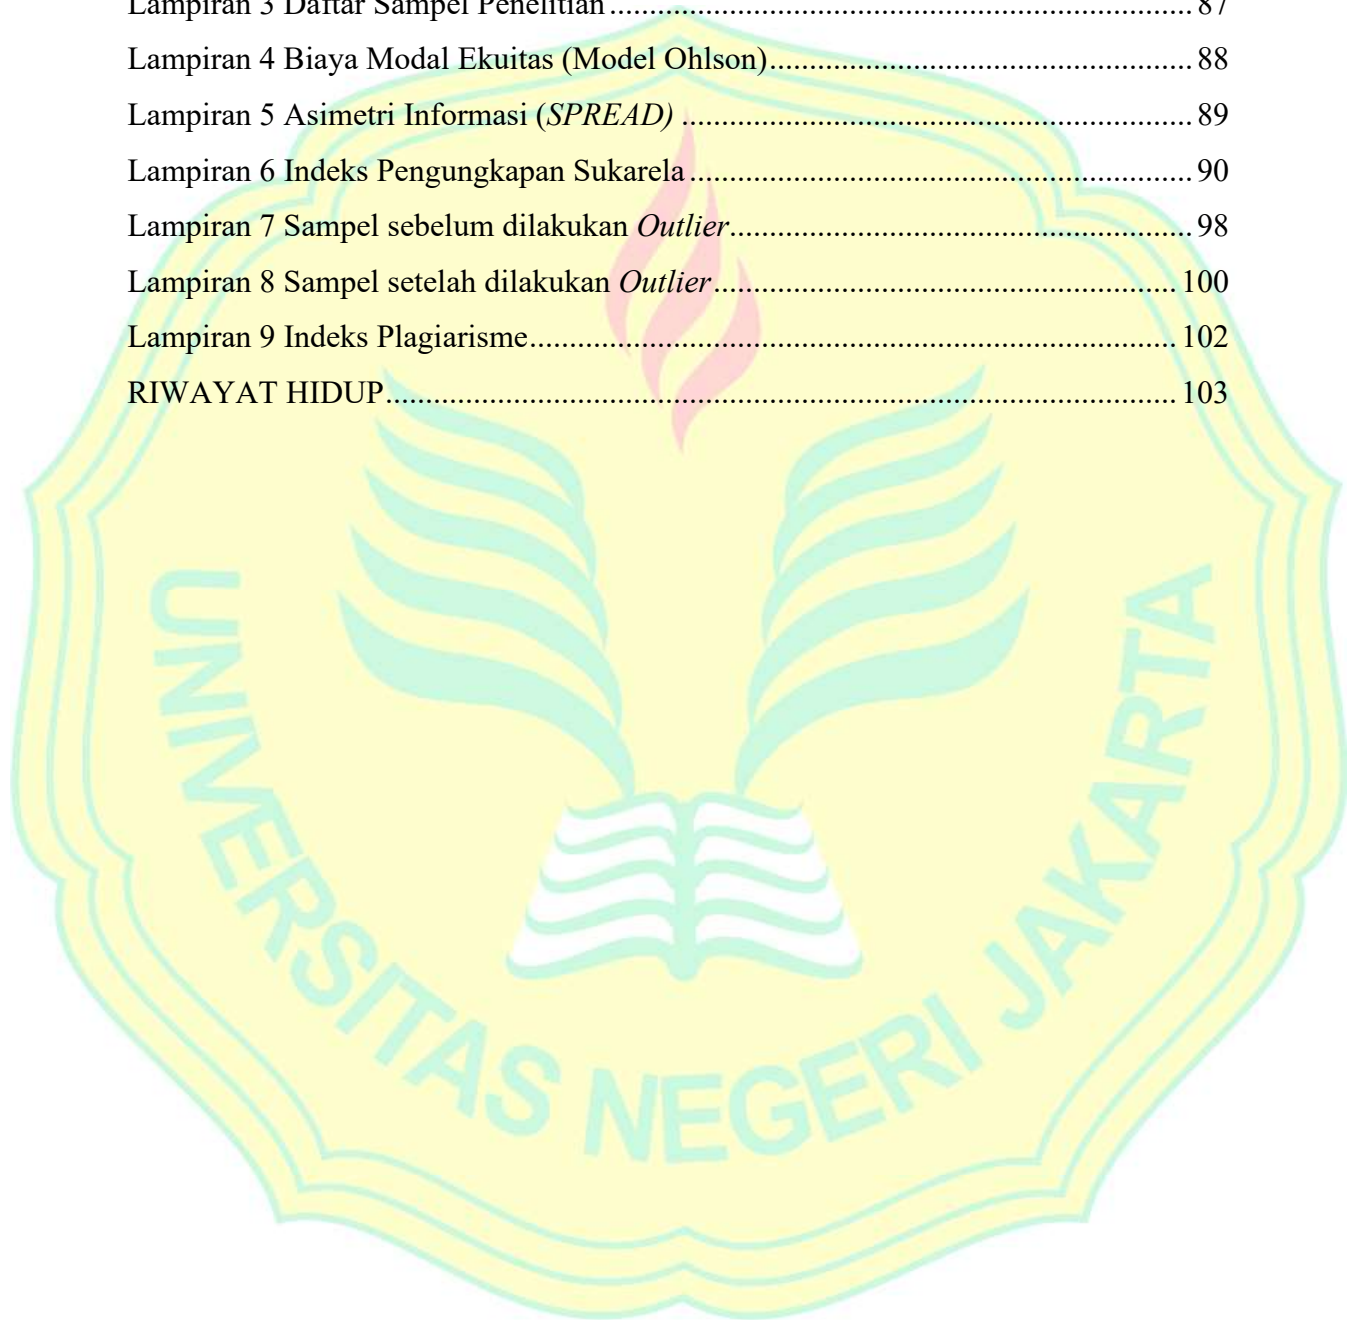 Lampiran 3 Daftar Sampel Penelitian.......................................................................... 87
Lampiran 4 Biaya Modal Ekuitas (Model Ohlson)..................................................... 88
Lampiran 5 Asimetri Informasi (SPREAD) ................................................................ 89
Lampiran 6 Indeks Pengungkapan Sukarela ............................................................... 90
Lampiran 7 Sampel sebelum dilakukan Outlier.......................................................... 98
Lampiran 8 Sampel setelah dilakukan Outlier.......................................................... 100
Lampiran 9 Indeks Plagiarisme................................................................................. 102
RIWAYAT HIDUP................................................................................................... 103
UNIVERSITAS NEGERI JAKARTA